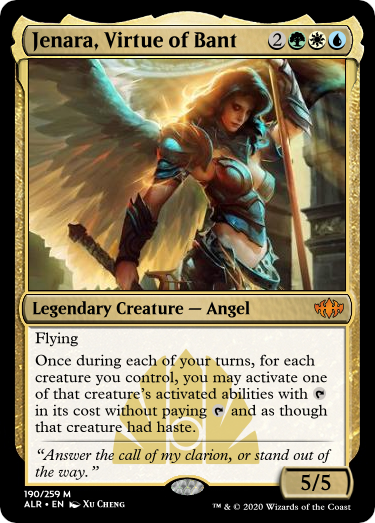 Jenara, Virtue of Bant 2
Legendary Creature — Angel
Flying
Once during each of your turns, for each
creature you control, you may activate one
of that creature's activated abilities with
in its cost without paying and as though
that creature had haste.
“Answer the call of my clarion, or stand out of
the way.”
5/5
190/259 M
ALR • EN Xu Cheng
™ & © 2020 Wizards of the Coast